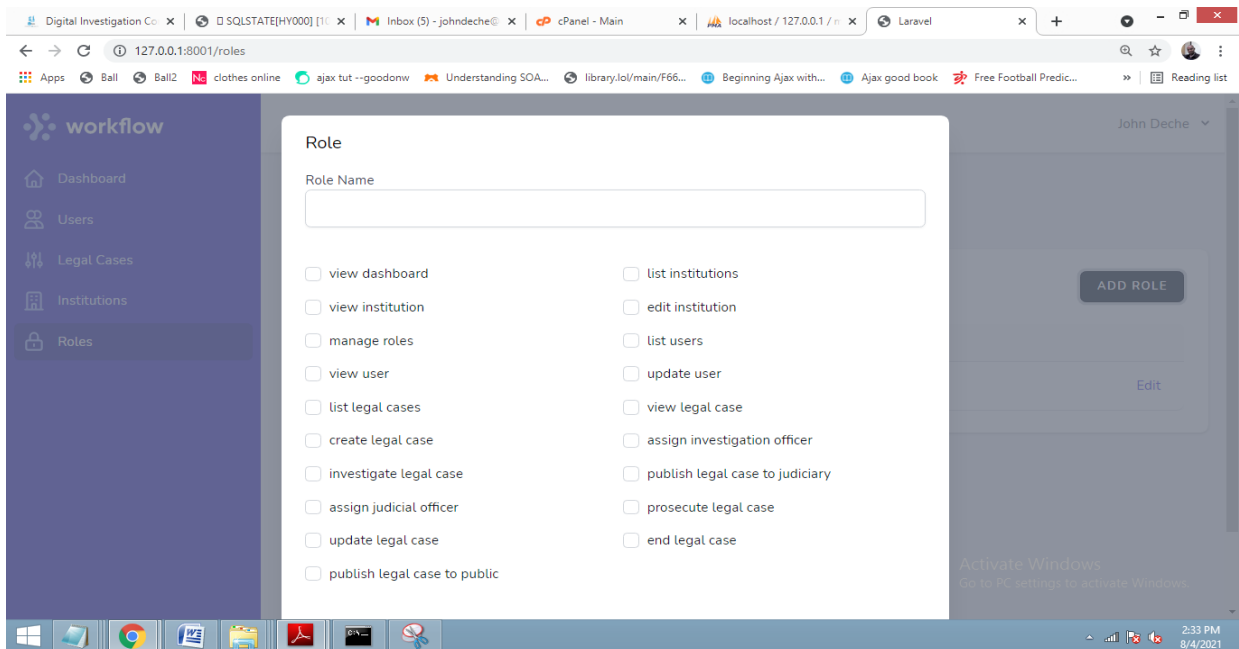 Digital Investigation Co
SQLSTATE[HY000] [1
Inbox (5) - johndeche@
cPanel - Main
localhost / 127.0.0.1 /
Laravel
127.0.0.1:8001/roles
Apps
Ball
Ball2
clothes online
ajax tut --goodonw
Understanding SOA...
library.lol/main/F66...
Beginning Ajax with...
Ajax good book
Free Football Predic...
»
Reading list
workflow
John Deche
Dashboard
Users
Legal Cases
Institutions
Roles
Role
Role Name
ADD ROLE
Edit
view dashboard
list institutions
view institution
edit institution
manage roles
list users
view user
update user
list legal cases
view legal case
create legal case
assign investigation officer
investigate legal case
publish legal case to judiciary
assign judicial officer
prosecute legal case
update legal case
end legal case
publish legal case to public
Activate Windows
Go to PC settings to activate Windows.
2:33 PM
8/4/2021